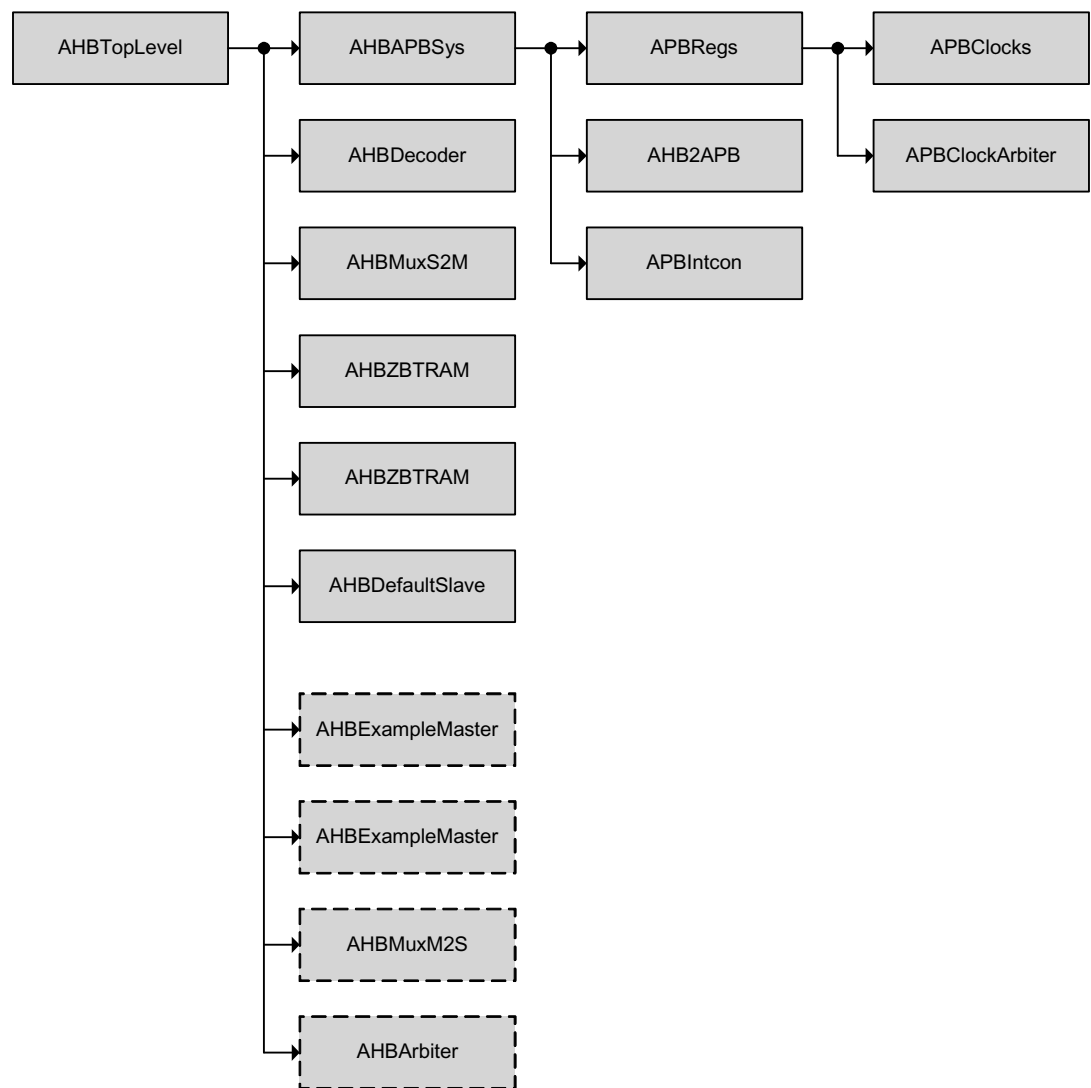 AHBTopLevel
AHBAPBSys
APBRegs
APBClocks
AHBDecoder
AHB2APB
APBClockArbiter
AHBMuxS2M
APBIntcon
AHBZBTRAM
AHBZBTRAM
AHBDefaultSlave
AHBExampleMaster
AHBExampleMaster
AHBMuxM2S
AHBArbiter